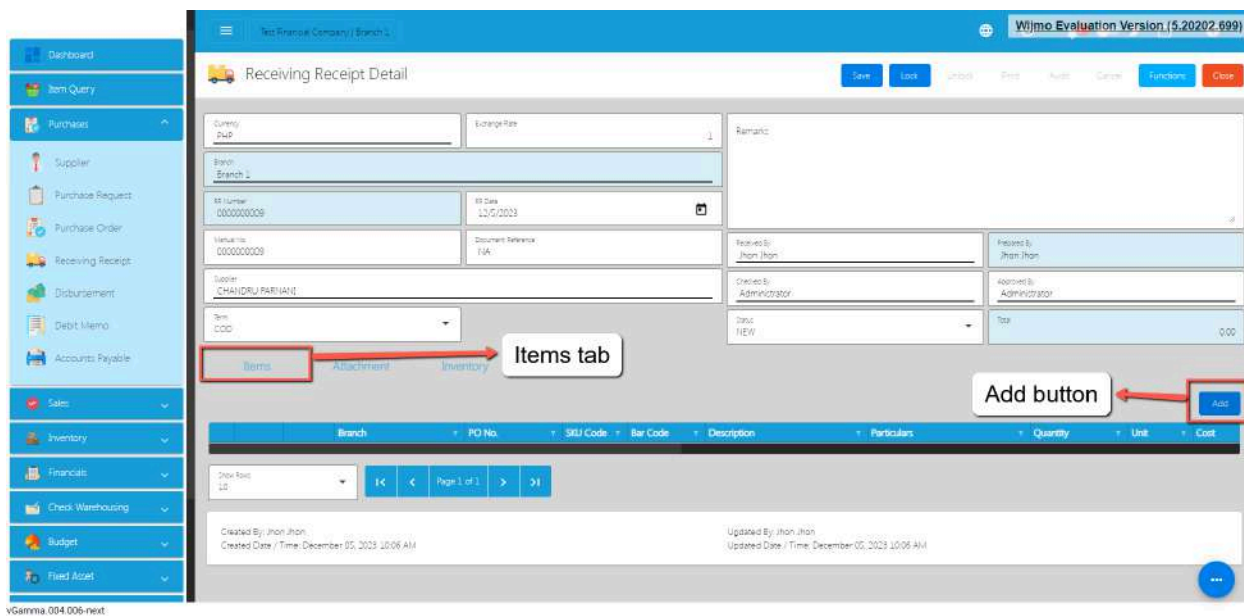 Test Financial Company | Branch 1
Wijmo Evaluation Version (5.20202.699)
Dashboard
Item Query
Purchases
Supplier
Purchase Request
Purchase Order
Receiving Receipt
Disbursement
Debit Memo
Accounts Payable
Sales
Inventory
Financials
Check Warehousing
Budget
Fixed Asset
Receiving Receipt Detail
Save Lock Unlock Print Audit Cancel Functions Close
Currency
PHP
Exchange Rate
1
Remarks
Branch
Branch 1
RR Number
0000000009
RR Date
12/5/2023
Manual No.
0000000009
Document Reference
NA
Received By
Jhon Jhon
Prepared By
Jhon Jhon
Supplier
CHANDRU PARNANI
Checked By
Administrator
Approved By
Administrator
Term
COD
Status
NEW
Total
0.00
Items Attachment Inventory
Items tab
Add button
Add
Branch PO No. SKU Code Bar Code Description Particulars Quantity Unit Cost
Show Rows
10
Page 1 of 1
Created By: Jhon Jhon
Created Date / Time: December 05, 2023 10:06 AM
Updated By: Jhon Jhon
Updated Date / Time: December 05, 2023 10:06 AM
vGamma.004.006-next